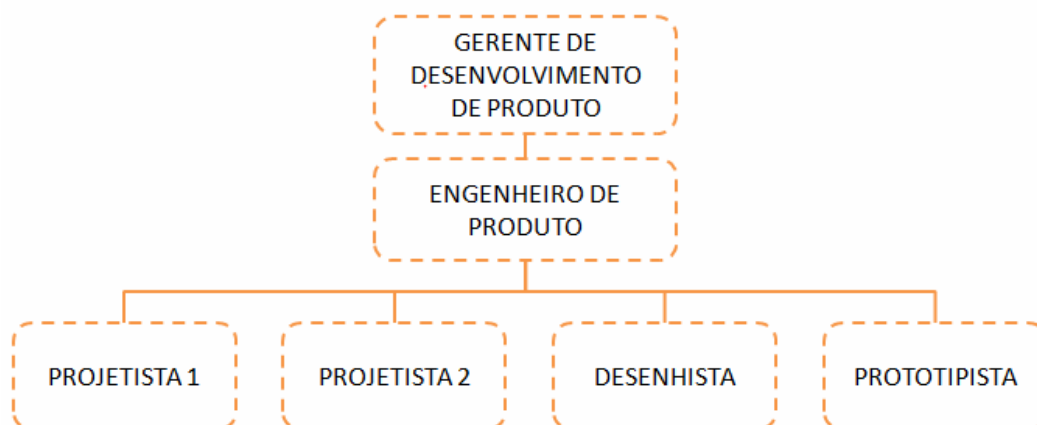 GERENTE DE
DESENVOLVIMENTO
DE PRODUTO
ENGENHEIRO DE
PRODUTO
PROJETISTA 1
PROJETISTA 2
DESENHISTA
PROTOTIPISTA